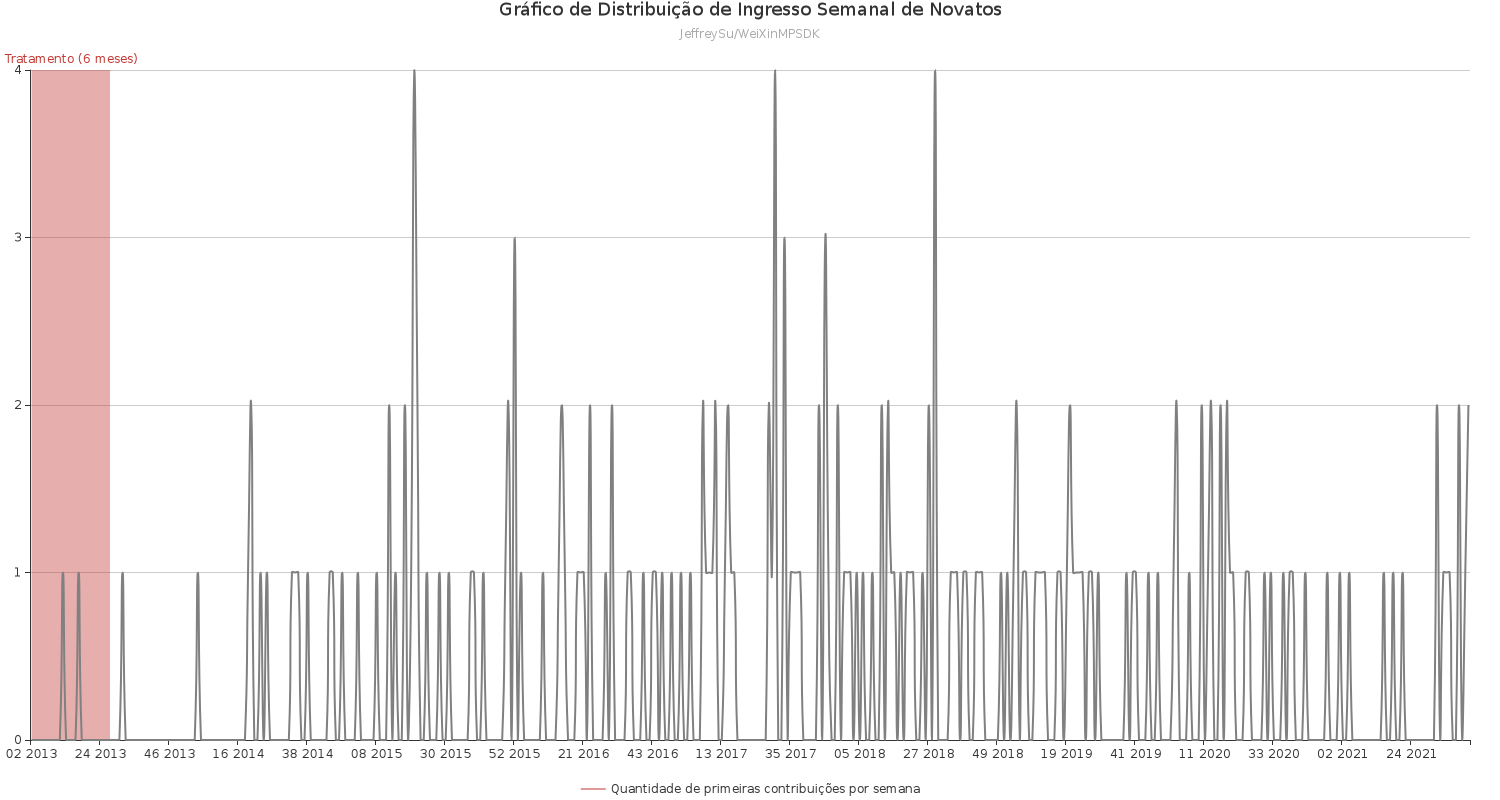 Gráfico de Distribuição de Ingresso Semanal de Novatos
JeffreySu/WeiXinMPSDK
Tratamento (6 meses)
4
3
2
1
0
02 2013 24 2013 46 2013 16 2014 38 2014 08 2015 30 2015 52 2015 21 2016 43 2016 13 2017 35 2017 05 2018 27 2018 49 2018 19 2019 41 2019 11 2020 33 2020 02 2021 24 2021
Quantidade de primeiras contribuições por semana